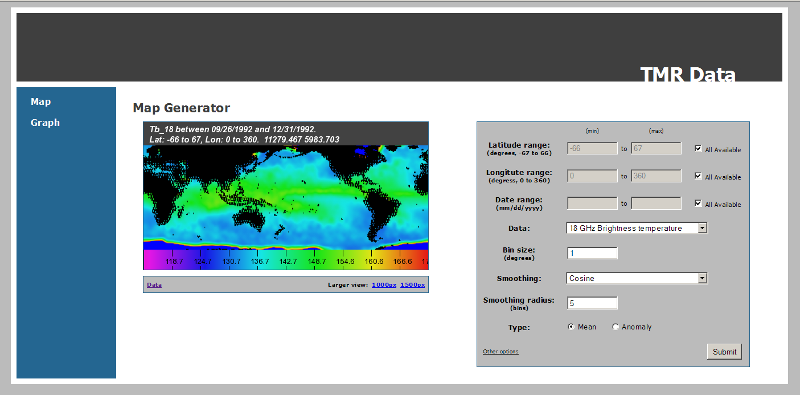 TMR Data
Map
Graph
Map Generator
Tb_18 between 09/26/1992 and 12/31/1992.
Lat: -66 to 67, Lon: 0 to 360, 11279.467 5983.703
118.7 124.7 130.7 136.7 142.7 148.6 154.6 160.6 166.6
Data Larger view: 1000px 1500px
(min) (max)
Latitude range: -66 to 67 All Available
(degrees, -67 to 66)
Longitute range: 0 to 360 All Available
(degrees, 0 to 360)
Date range: to All Available
(mm/dd/yyyy)
Data: 18 GHz Brightness temperature
Bin size: 1
(degrees)
Smoothing: Cosine
Smoothing radius: 5
(bins)
Type: Mean Anomaly
Other options Submit